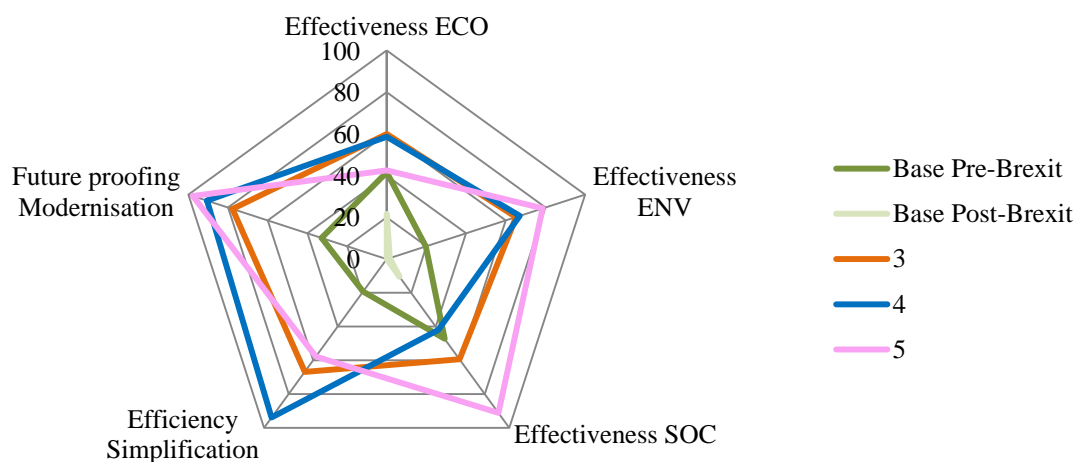 Effectiveness ECO
100
80
60
40
20
0
Effectiveness
ENV
Effectiveness SOC
Efficiency
Simplification
Future proofing
Modernisation
Base Pre-Brexit
Base Post-Brexit
3
4
5